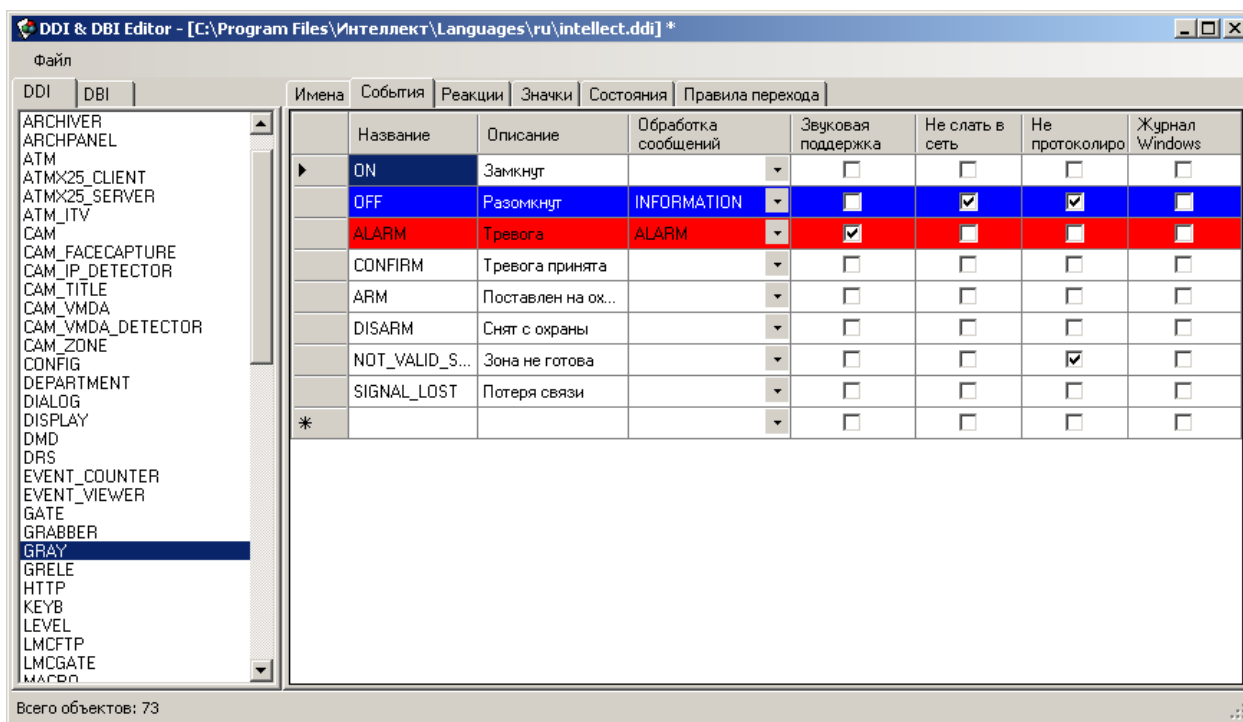 DDI & DBI Editor - [C:\Program Files\Интеллект\Languages\ru\intellect.ddi] *
Файл
DDI DBI
ARCHIVER
ARCHPANEL
ATM
ATMX25_CLIENT
ATMX25_SERVER
ATM_ITV
CAM
CAM_FACECAPTURE
CAM_IP_DETECTOR
CAM_TITLE
CAM_VMDA
CAM_VMDA_DETECTOR
CAM_ZONE
CONFIG
DEPARTMENT
DIALOG
DISPLAY
DMD
DRS
EVENT_COUNTER
EVENT_VIEWER
GATE
GRABBER
GRAY
GRELE
HTTP
KEYB
LEVEL
LMCFTP
LMCGATE
MACRO
Имена События Реакции Значки Состояния Правила перехода
Название Описание Обработка сообщений Звуковая поддержка Не слать в сеть Не протоколиро Журнал Windows
ON Замкнут
OFF Разомкнут INFORMATION
ALARM Тревога ALARM
CONFIRM Тревога принята
ARM Поставлен на ох...
DISARM Снят с охраны
NOT_VALID_S... Зона не готова
SIGNAL_LOST Потеря связи
Всего объектов: 73